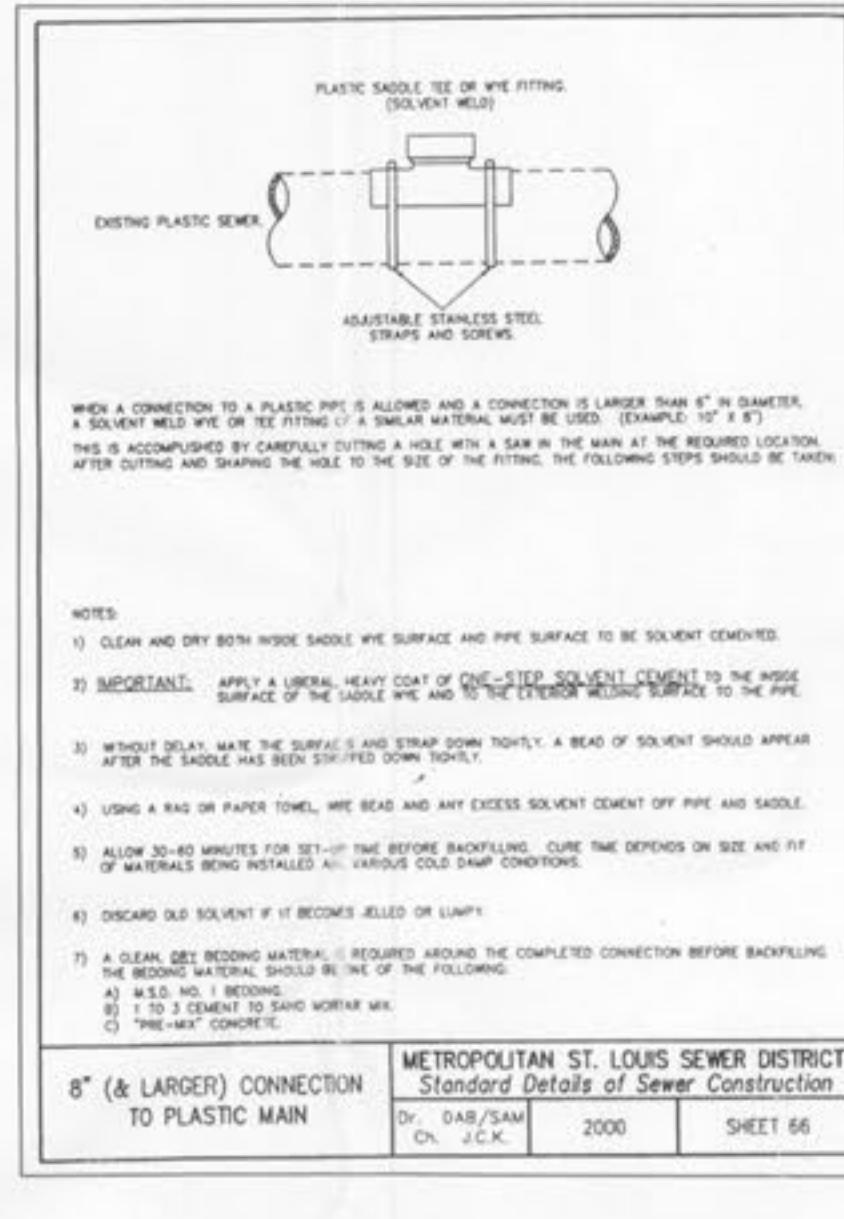 PLASTIC SADDLE TEE OR WYE FITTING.
(SOLVENT WELD)
EXISTING PLASTIC SEWER.
ADJUSTABLE STAINLESS STEEL
STRAPS AND SCREWS.
WHEN A CONNECTION TO A PLASTIC PIPE IS ALLOWED AND A CONNECTION IS LARGER THAN 6" IN DIAMETER,
A SOLVENT WELD WYE OR TEE FITTING OF A SIMILAR MATERIAL MUST BE USED. (EXAMPLE: 10" X 8")
THIS IS ACCOMPLISHED BY CAREFULLY CUTTING A HOLE WITH A SAW IN THE MAIN AT THE REQUIRED LOCATION.
AFTER CUTTING AND SHAPING THE HOLE TO THE SIZE OF THE FITTING, THE FOLLOWING STEPS SHOULD BE TAKEN:
NOTES:
1) CLEAN AND DRY BOTH INSIDE SADDLE WYE SURFACE AND PIPE SURFACE TO BE SOLVENT CEMENTED.
2) IMPORTANT: APPLY A LIBERAL HEAVY COAT OF ONE-STEP SOLVENT CEMENT TO THE INSIDE
SURFACE OF THE SADDLE WYE AND TO THE EXTERIOR WELDING SURFACE TO THE PIPE.
3) WITHOUT DELAY, MATE THE SURFACES AND STRAP DOWN TIGHTLY. A BEAD OF SOLVENT SHOULD APPEAR
AFTER THE SADDLE HAS BEEN STRAPPED DOWN TIGHTLY.
4) USING A RAG OR PAPER TOWEL, WIPE BEAD AND ANY EXCESS SOLVENT CEMENT OFF PIPE AND SADDLE.
5) ALLOW 30-60 MINUTES FOR SET-UP TIME BEFORE BACKFILLING. CURE TIME DEPENDS ON SIZE AND FIT
OF MATERIALS BEING INSTALLED VARIOUS COLD DAMP CONDITIONS.
6) DISCARD OLD SOLVENT IF IT BECOMES JELLED OR LUMPY.
7) A CLEAN, DRY BEDDING MATERIAL IS REQUIRED AROUND THE COMPLETED CONNECTION BEFORE BACKFILLING.
THE BEDDING MATERIAL SHOULD BE ONE OF THE FOLLOWING:
A) M.S.D. NO. 1 BEDDING.
B) 1 TO 3 CEMENT TO SAND MORTAR MIX.
C) "PRE-MIX" CONCRETE.
8" (& LARGER) CONNECTION
TO PLASTIC MAIN
METROPOLITAN ST. LOUIS SEWER DISTRICT
Standard Details of Sewer Construction
Dr. DAB/SAM
Ch. J.C.K.
2000
SHEET 66